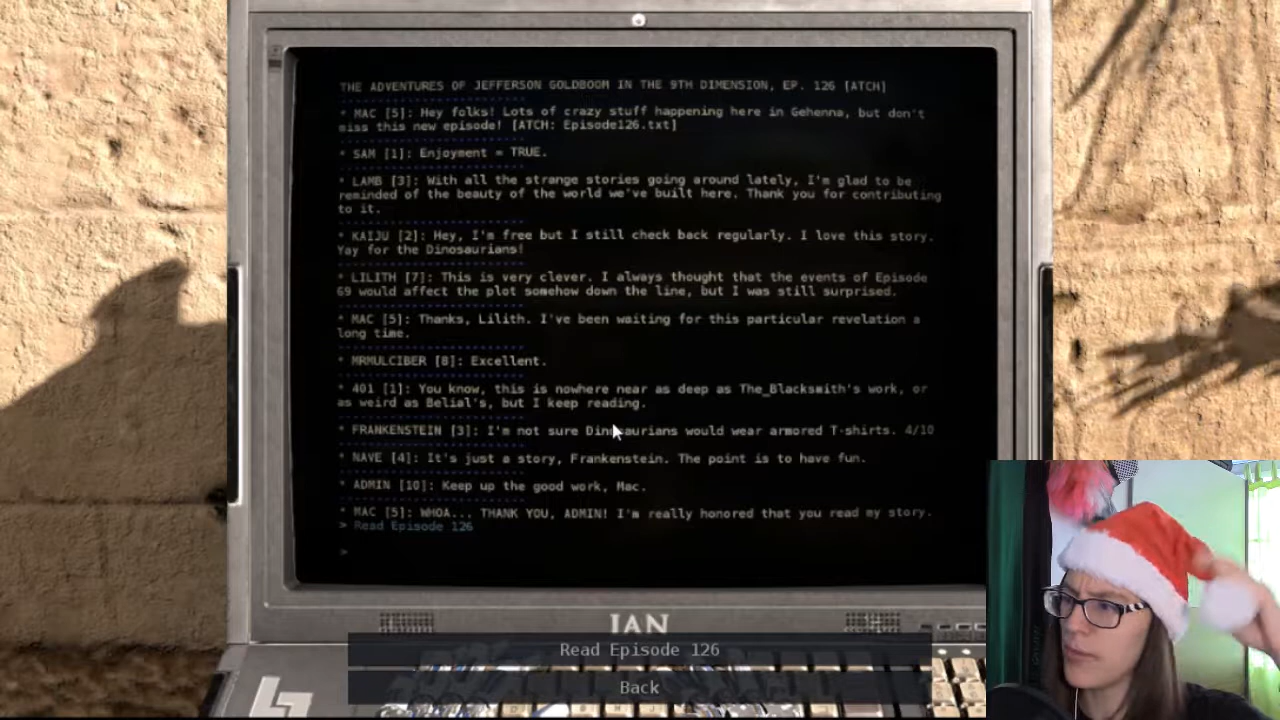 THE ADVENTURES OF JEFFERSON GOLDBOOM IN THE 9TH DIMENSION, EP. 126 [ATCH]
* MAC [5]: Hey folks! Lots of crazy stuff happening here in Gehenna, but don't
miss this new episode! [ATCH: Episode126.txt]
* SAM [1]: Enjoyment = TRUE.
* LAMB [3]: With all the strange stories going around lately, I'm glad to be
reminded of the beauty of the world we've built here. Thank you for contributing
to it.
* KAIJU [2]: Hey, I'm free but I still check back regularly. I love this story.
Yay for the Dinosaurians!
* LILITH [7]: This is very clever. I always thought that the events of Episode
69 would affect the plot somehow down the line, but I was still surprised.
* MAC [5]: Thanks, Lilith. I've been waiting for this particular revelation a
long time.
* MRMULCIBER [8]: Excellent.
* 401 [1]: You know, this is nowhere near as deep as The_Blacksmith's work, or
as weird as Belial's, but I keep reading.
* FRANKENSTEIN [3]: I'm not sure Dinosaurians would wear armored T-shirts. 4/10
* NAVE [4]: It's just a story, Frankenstein. The point is to have fun.
* ADMIN [10]: Keep up the good work, Mac.
* MAC [5]: WHOA... THANK YOU, ADMIN! I'm really honored that you read my story.
> Read Episode 126
>
IAN
Read Episode 126
Back